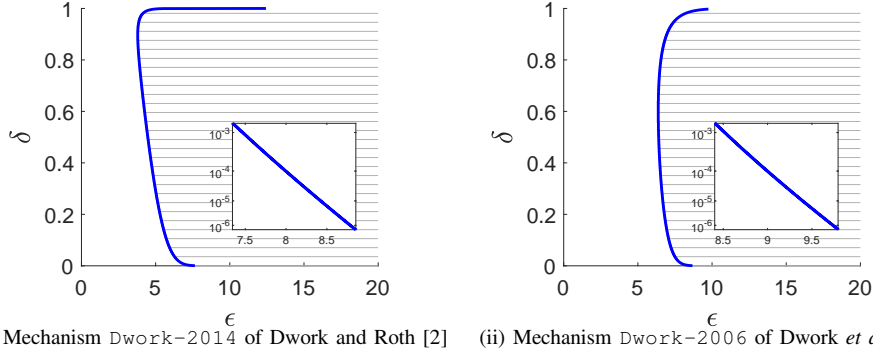 1
0.8
0.6
0.4
0.2
0
δ
10-3
10-4
10-5
10-6
7.5 8 8.5
0 5 10 15 20
ϵ
Mechanism Dwork-2014 of Dwork and Roth [2]
1
0.8
0.6
0.4
0.2
0
δ
10-3
10-4
10-5
10-6
8.5 9 9.5
0 5 10 15 20
ϵ
(ii) Mechanism Dwork-2006 of Dwork et